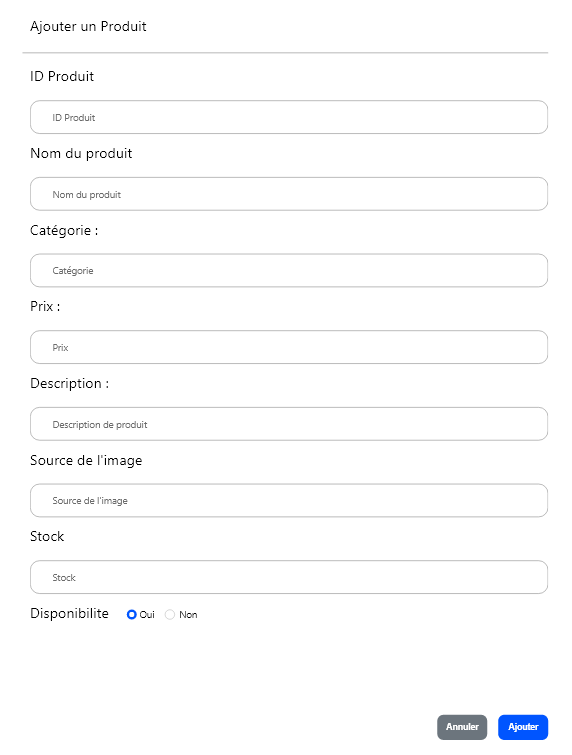 Ajouter un Produit
ID Produit
ID Produit
Nom du produit
Nom du produit
Catégorie :
Catégorie
Prix :
Prix
Description :
Description de produit
Source de l'image
Source de l'image
Stock
Stock
Disponibilite Oui Non
Annuler Ajouter